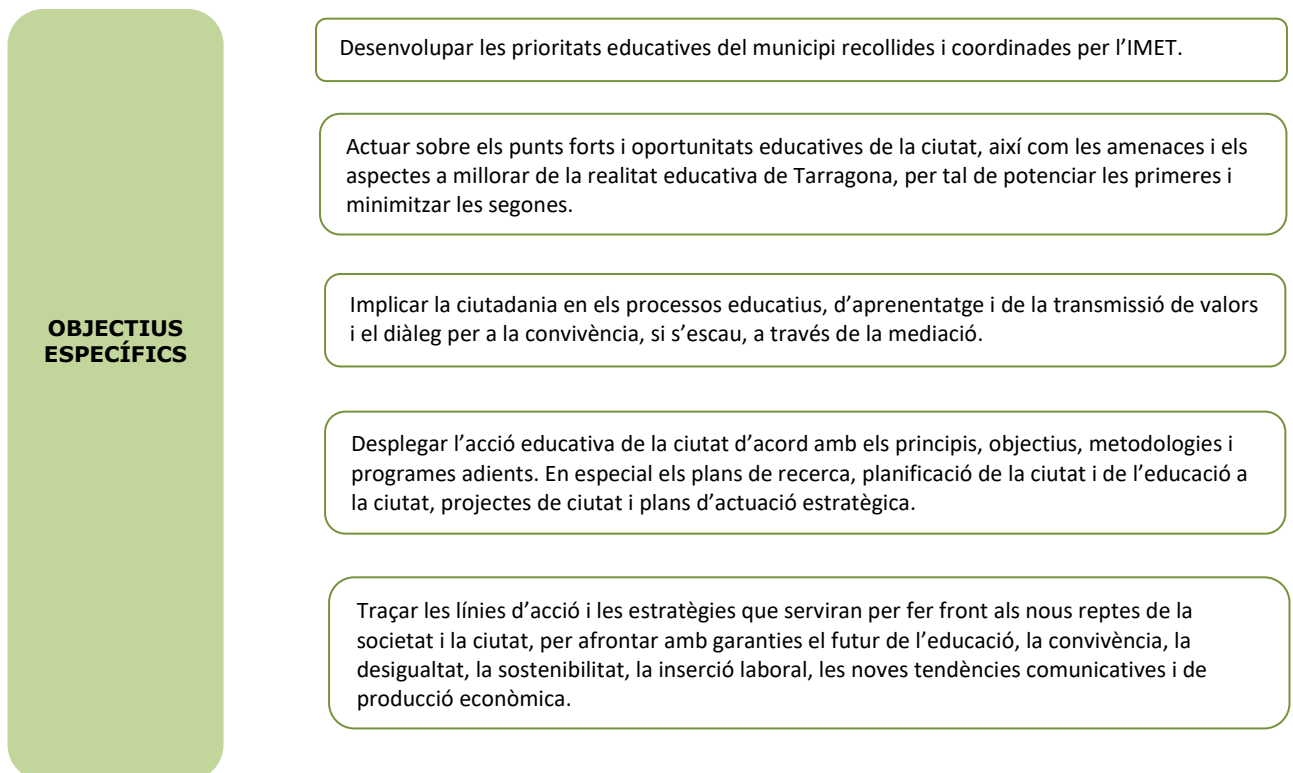 OBJECTIUS
ESPECÍFICS
Desenvolupar les prioritats educatives del municipi recollides i coordinades per l’IMET.
Actuar sobre els punts forts i oportunitats educatives de la ciutat, així com les amenaces i els
aspectes a millorar de la realitat educativa de Tarragona, per tal de potenciar les primeres i
minimitzar les segones.
Implicar la ciutadania en els processos educatius, d’aprenentatge i de la transmissió de valors
i el diàleg per a la convivència, si s’escau, a través de la mediació.
Desplegar l’acció educativa de la ciutat d’acord amb els principis, objectius, metodologies i
programes adients. En especial els plans de recerca, planificació de la ciutat i de l’educació a
la ciutat, projectes de ciutat i plans d’actuació estratègica.
Traçar les línies d’acció i les estratègies que serviran per fer front als nous reptes de la
societat i la ciutat, per afrontar amb garanties el futur de l’educació, la convivència, la
desigualtat, la sostenibilitat, la inserció laboral, les noves tendències comunicatives i de
producció econòmica.